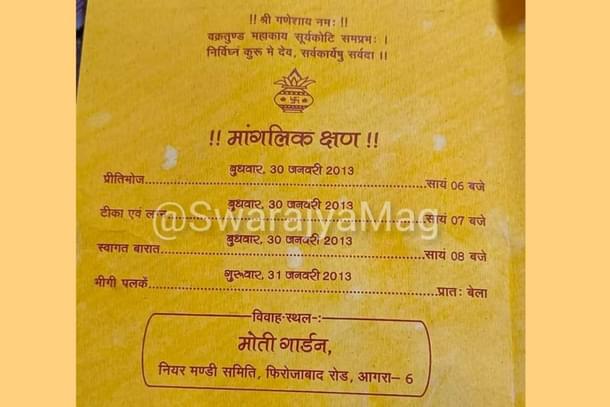 !! श्री गणेशाय नमः !!
वक्रतुण्ड महाकाय सूर्यकोटि समप्रभः ।
निर्विघ्नं कुरू मे देव, सर्वकार्येषु सर्वदा ।।
!! मांगलिक क्षण !!
बुधवार, 30 जनवरी 2013
प्रीतिभोज..............................सायं 06 बजे
बुधवार, 30 जनवरी 2013
टीका एवं लग्न..............................सायं 07 बजे
@SwarajyaMag
बुधवार, 30 जनवरी 2013
स्वागत बारात..............................सायं 08 बजे
गुरूवार, 31 जनवरी 2013
भीगी पलकें..............................प्रातः बेला
विवाह-स्थल-:
मोती गार्डन,
नियर मण्डी समिति, फिरोजाबाद रोड, आगरा– 6